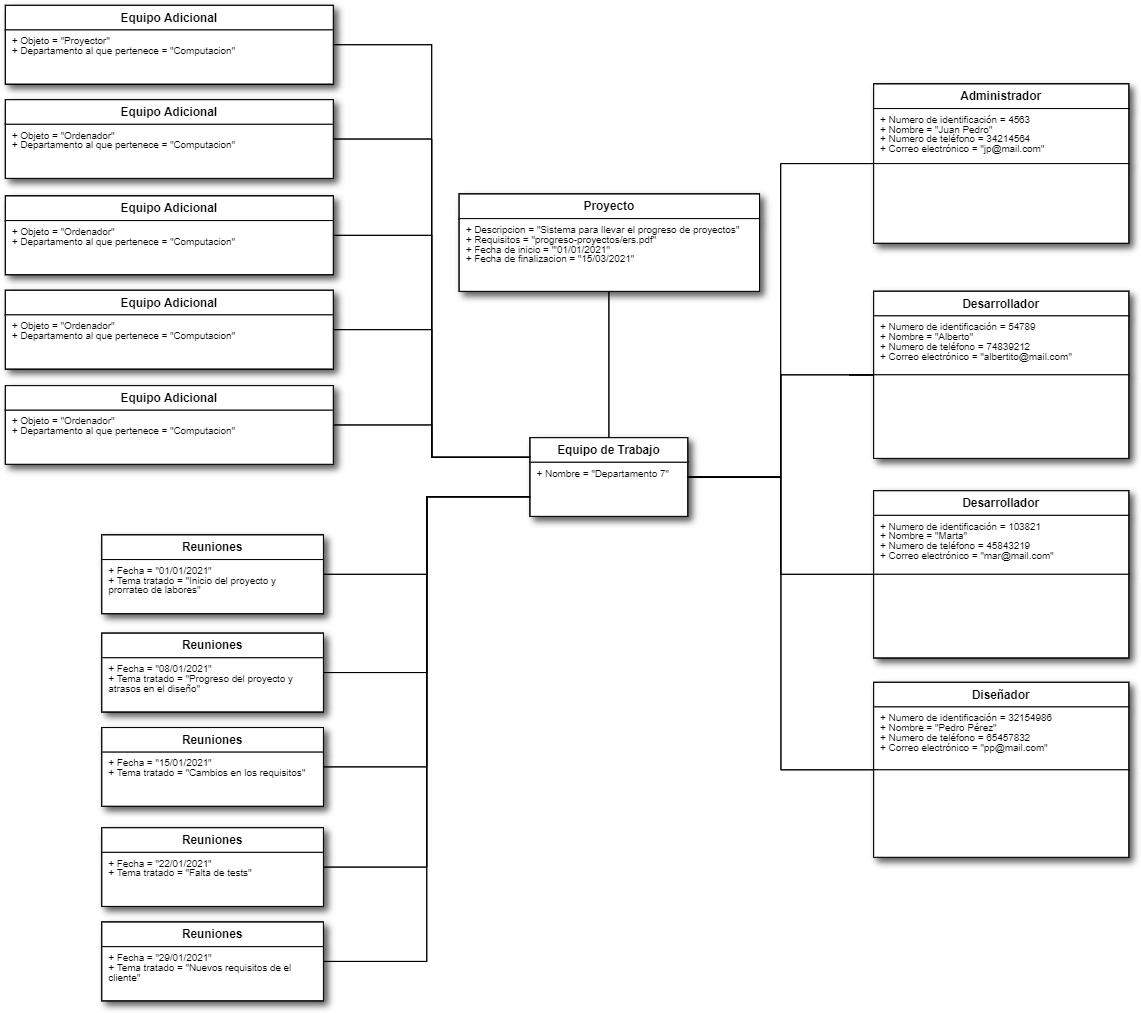 Equipo Adicional
+ Objeto = "Proyector"
+ Departamento al que pertenece = "Computacion"
Equipo Adicional
+ Objeto = "Ordenador"
+ Departamento al que pertenece = "Computacion"
Equipo Adicional
+ Objeto = "Ordenador"
+ Departamento al que pertenece = "Computacion"
Equipo Adicional
+ Objeto = "Ordenador"
+ Departamento al que pertenece = "Computacion"
Equipo Adicional
+ Objeto = "Ordenador"
+ Departamento al que pertenece = "Computacion"
Proyecto
+ Descripcion = "Sistema para llevar el progreso de proyectos"
+ Requisitos = "progreso-proyectos/ers.pdf"
+ Fecha de inicio = '"01/01/2021"
+ Fecha de finalizacion = "15/03/2021"
Equipo de Trabajo
+ Nombre = "Departamento 7"
Reuniones
+ Fecha = "01/01/2021"
+ Tema tratado = "Inicio del proyecto y
prorrateo de labores"
Reuniones
+ Fecha = "08/01/2021"
+ Tema tratado = "Progreso del proyecto y
atrasos en el diseño"
Reuniones
+ Fecha = "15/01/2021"
+ Tema tratado = "Cambios en los requisitos"
Reuniones
+ Fecha = "22/01/2021"
+ Tema tratado = "Falta de tests"
Reuniones
+ Fecha = "29/01/2021"
+ Tema tratado = "Nuevos requisitos de el
cliente"
Administrador
+ Numero de identificación = 4563
+ Nombre = "Juan Pedro"
+ Numero de teléfono = 34214564
+ Correo electrónico = "jp@mail.com"
Desarrollador
+ Numero de identificación = 54789
+ Nombre = "Alberto"
+ Numero de teléfono = 74839212
+ Correo electrónico = "albertito@mail.com"
Desarrollador
+ Numero de identificación = 103821
+ Nombre = "Marta"
+ Numero de teléfono = 45843219
+ Correo electrónico = "mar@mail.com"
Diseñador
+ Numero de identificación = 32154986
+ Nombre = "Pedro Pérez"
+ Numero de teléfono = 65457832
+ Correo electrónico = "pp@mail.com"